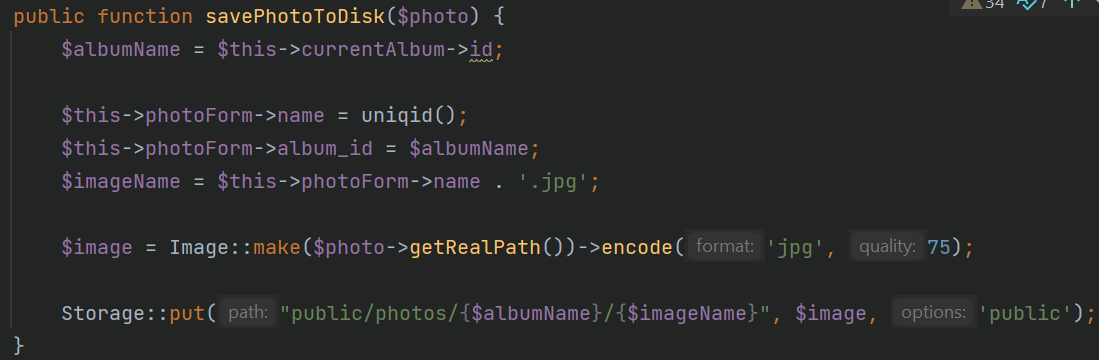 public function savePhotoToDisk($photo) {
34 7
$albumName = $this->currentAlbum->id;
$this->photoForm->name = uniqid();
$this->photoForm->album_id = $albumName;
$imageName = $this->photoForm->name . '.jpg';
$image = Image::make($photo->getRealPath())->encode( format: 'jpg', quality: 75);
Storage::put( path: "public/photos/{$albumName}/{$imageName}", $image, options: 'public');
}